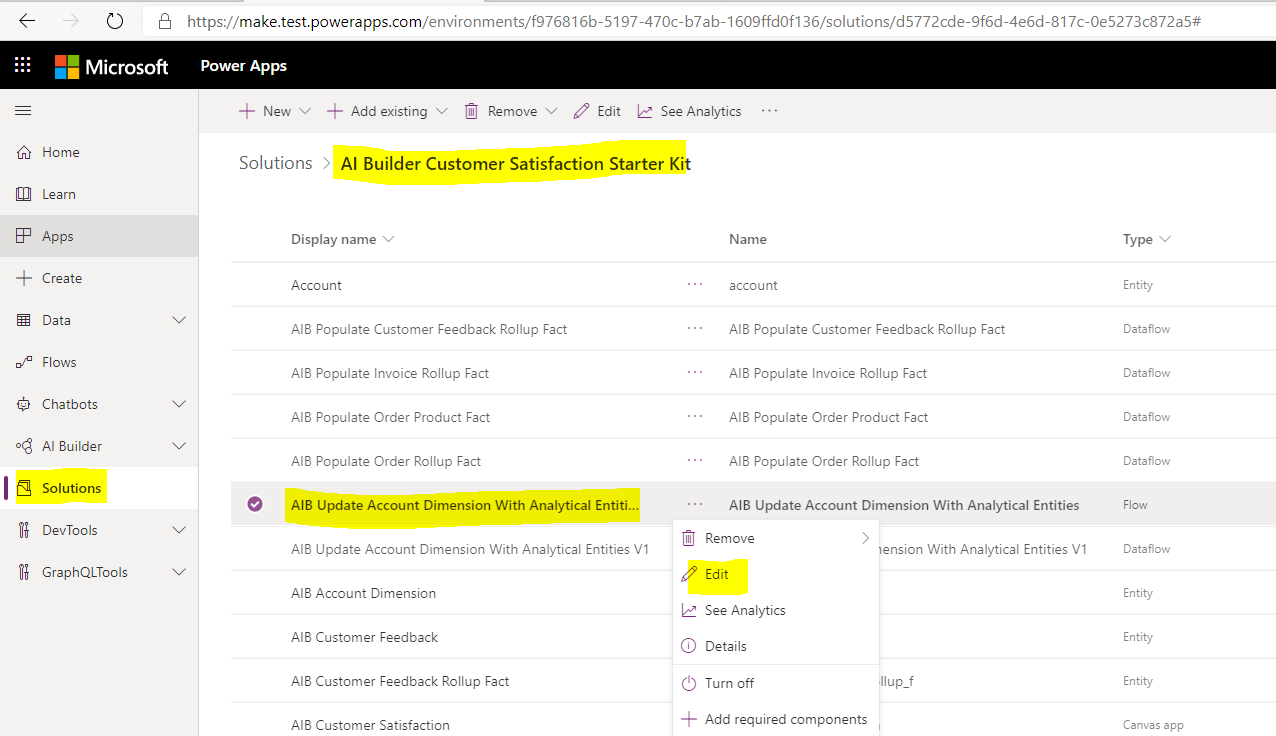 https://make.test.powerapps.com/environments/f976816b-5197-470c-b7ab-1609ffd0f136/solutions/d5772cde-9f6d-4e6d-817c-0e5273c872a5#
Microsoft Power Apps
New Add existing Remove Edit See Analytics ...
Home
Learn
Apps
Create
Data
Flows
Chatbots
AI Builder
Solutions
DevTools
GraphQLTools
Solutions > AI Builder Customer Satisfaction Starter Kit
Display name Name Type
Account ... account Entity
AIB Populate Customer Feedback Rollup Fact ... AIB Populate Customer Feedback Rollup Fact Dataflow
AIB Populate Invoice Rollup Fact ... AIB Populate Invoice Rollup Fact Dataflow
AIB Populate Order Product Fact ... AIB Populate Order Product Fact Dataflow
AIB Populate Order Rollup Fact ... AIB Populate Order Rollup Fact Dataflow
AIB Update Account Dimension With Analytical Entiti... ... AIB Update Account Dimension With Analytical Entities Flow
AIB Update Account Dimension With Analytical Entities V1 nension With Analytical Entities V1 Dataflow
AIB Account Dimension Entity
AIB Customer Feedback Entity
AIB Customer Feedback Rollup Fact ollup_f Entity
AIB Customer Satisfaction Canvas app
Remove
Edit
See Analytics
Details
Turn off
Add required components